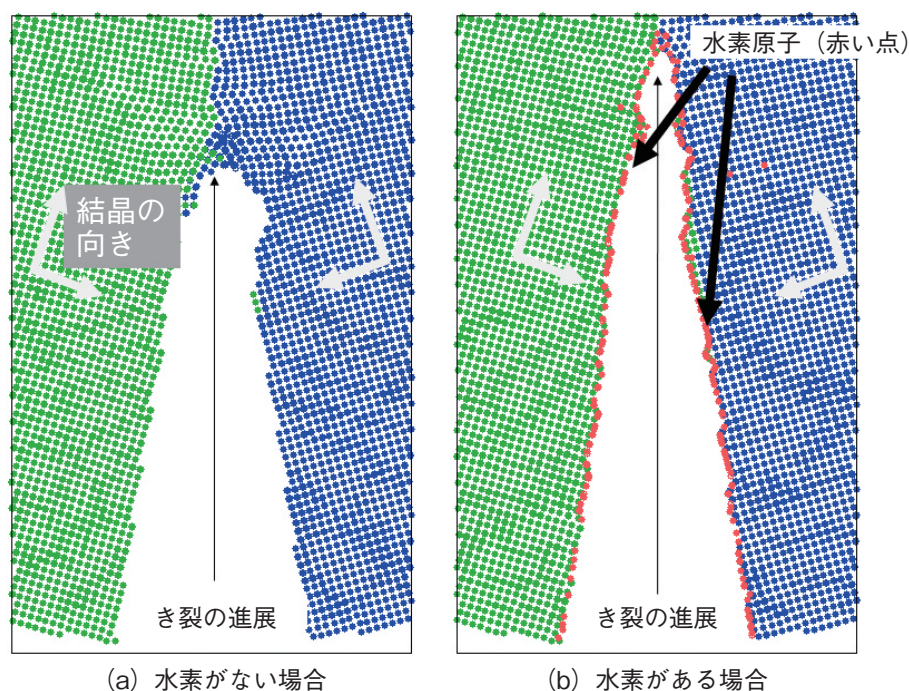 水素原子（赤い点）
結晶の
向き
き裂の進展
き裂の進展
(a) 水素がない場合
(b) 水素がある場合